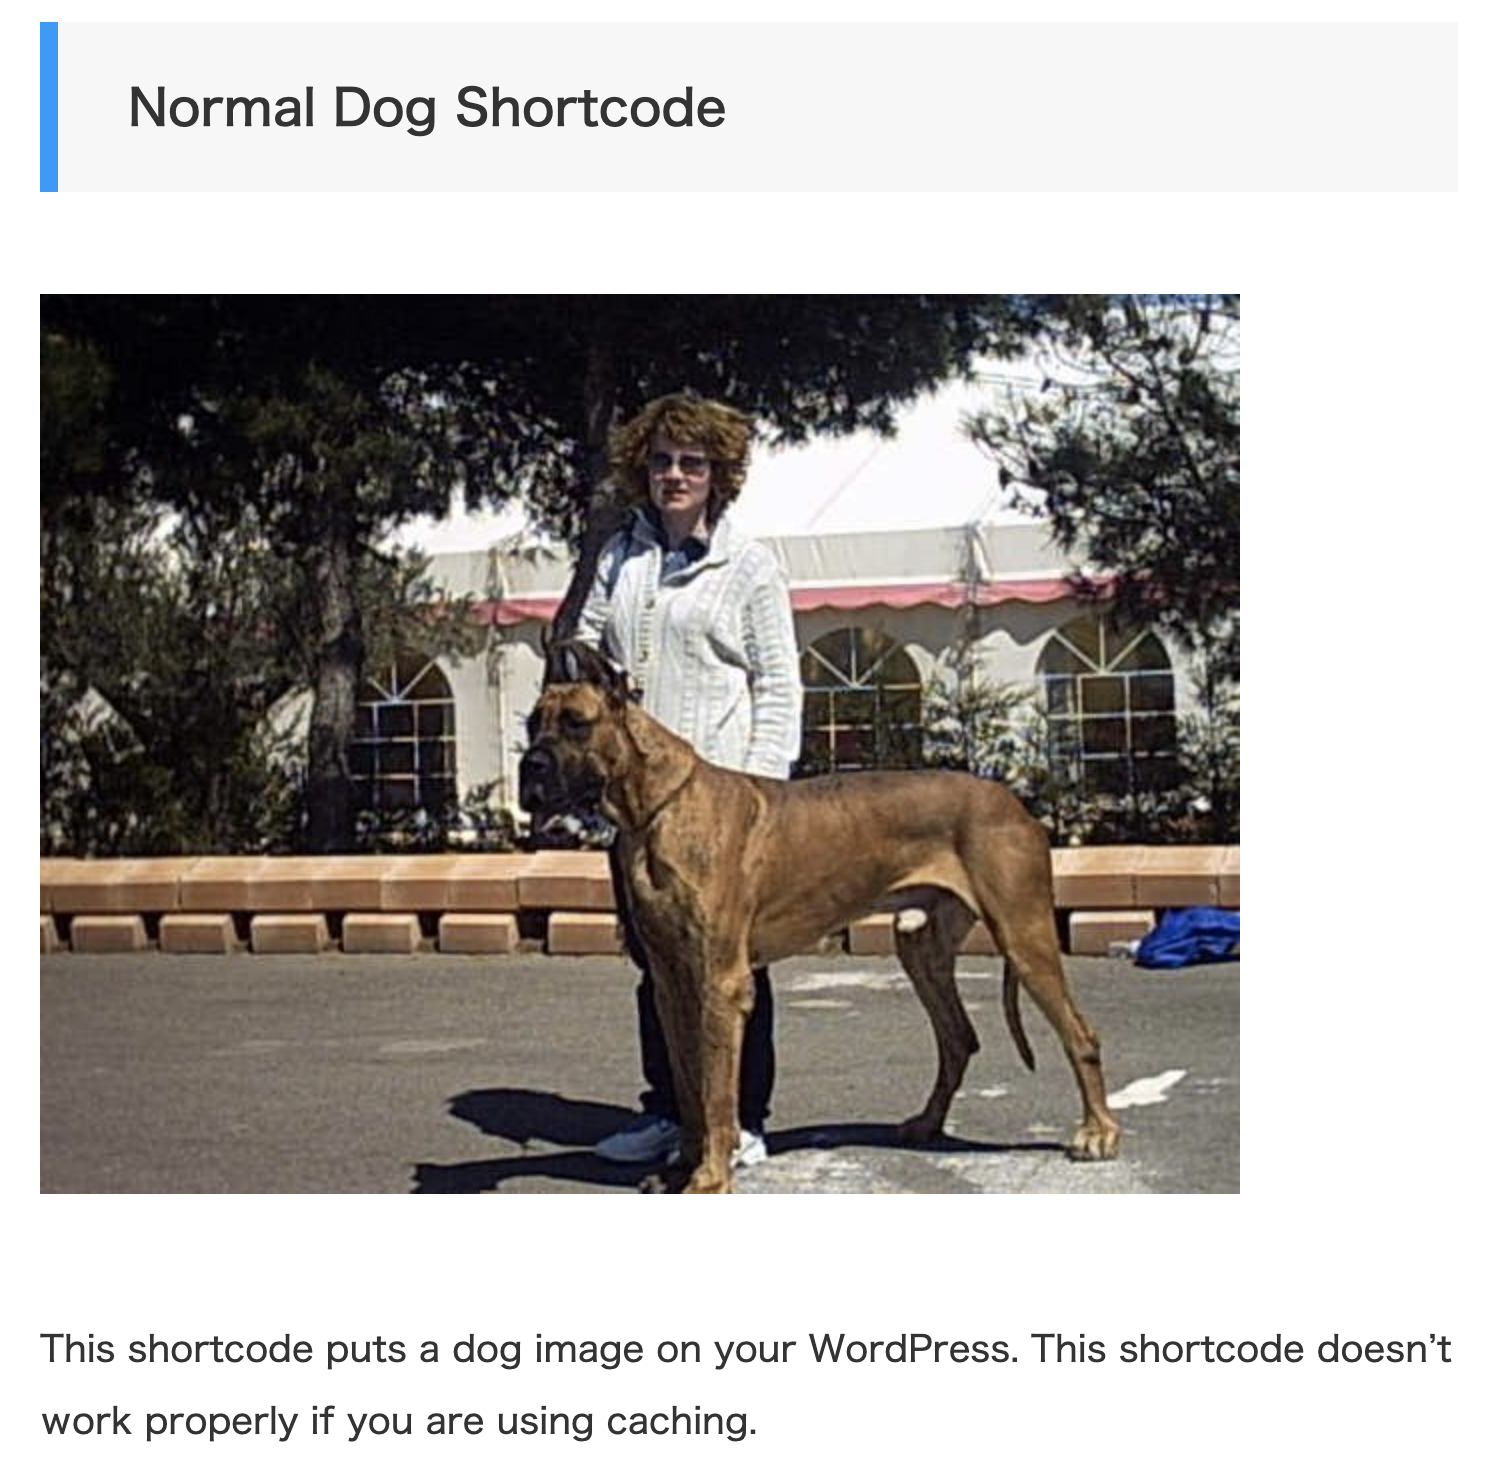 Normal Dog Shortcode
This shortcode puts a dog image on your WordPress. This shortcode doesn’t
work properly if you are using caching.